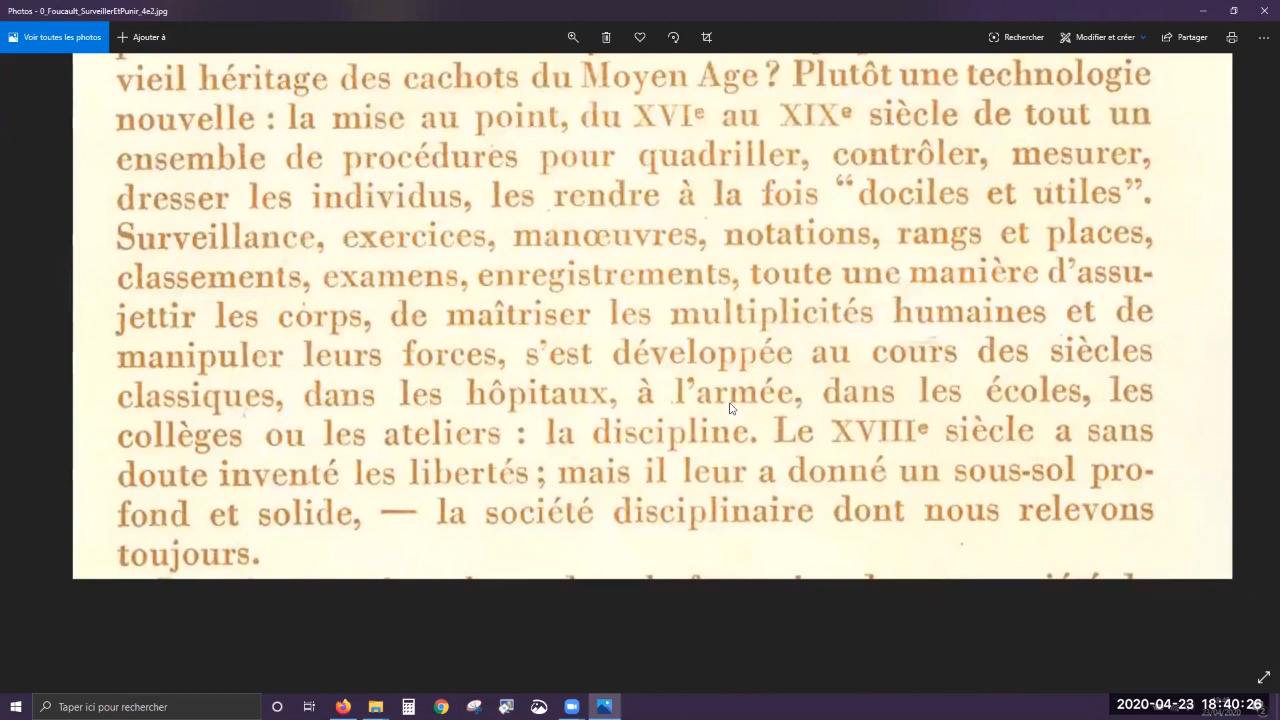 Photos - 0_Foucault_SurveillerEtPunir_4e2.jpg
Voir toutes les photos
Ajouter à
Rechercher
Modifier et créer
Partager
vieil héritage des cachots du Moyen Age ? Plutôt une technologie
nouvelle : la mise au point, du XVIe au XIXe siècle de tout un
ensemble de procédures pour quadriller, contrôler, mesurer,
dresser les individus, les rendre à la fois “dociles et utiles”.
Surveillance, exercices, manœuvres, notations, rangs et places,
classements, examens, enregistrements, toute une manière d’assu-
jettir les corps, de maîtriser les multiplicités humaines et de
manipuler leurs forces, s’est développée au cours des siècles
classiques, dans les hôpitaux, à l’armée, dans les écoles, les
collèges ou les ateliers : la discipline. Le XVIIIe siècle a sans
doute inventé les libertés ; mais il leur a donné un sous-sol pro-
fond et solide, — la société disciplinaire dont nous relevons
toujours.
Taper ici pour rechercher
2020-04-23 18:40:26